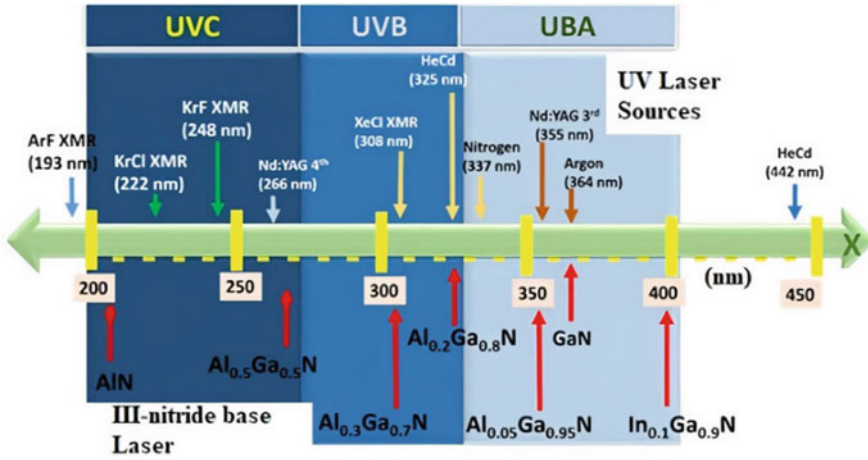 UVC UVB UBA
HeCd
(325 nm)
UV Laser
Sources
KrF XMR
(248 nm)
XeCl XMR
(308 nm)
Nd:YAG 3rd
(355 nm)
ArF XMR
(193 nm)
KrCl XMR
(222 nm)
Nd:YAG 4th
(266 nm)
Nitrogen
(337 nm)
Argon
(364 nm)
HeCd
(442 nm)
X
(nm)
200 250 300 350 400 450
AlN
Al0.5Ga0.5N
Al0.2Ga0.8N
GaN
III-nitride base
Laser
Al0.3Ga0.7N
Al0.05Ga0.95N
In0.1Ga0.9N